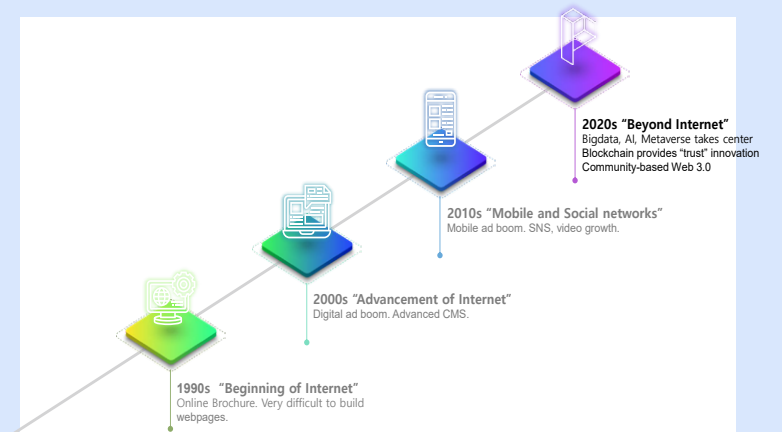 2020s "Beyond Internet"
Bigdata, AI, Metaverse takes center
Blockchain provides “trust” innovation
Community-based Web 3.0
2010s "Mobile and Social networks"
Mobile ad boom. SNS, video growth.
2000s "Advancement of Internet"
Digital ad boom. Advanced CMS.
1990s "Beginning of Internet"
Online Brochure. Very difficult to build
webpages.